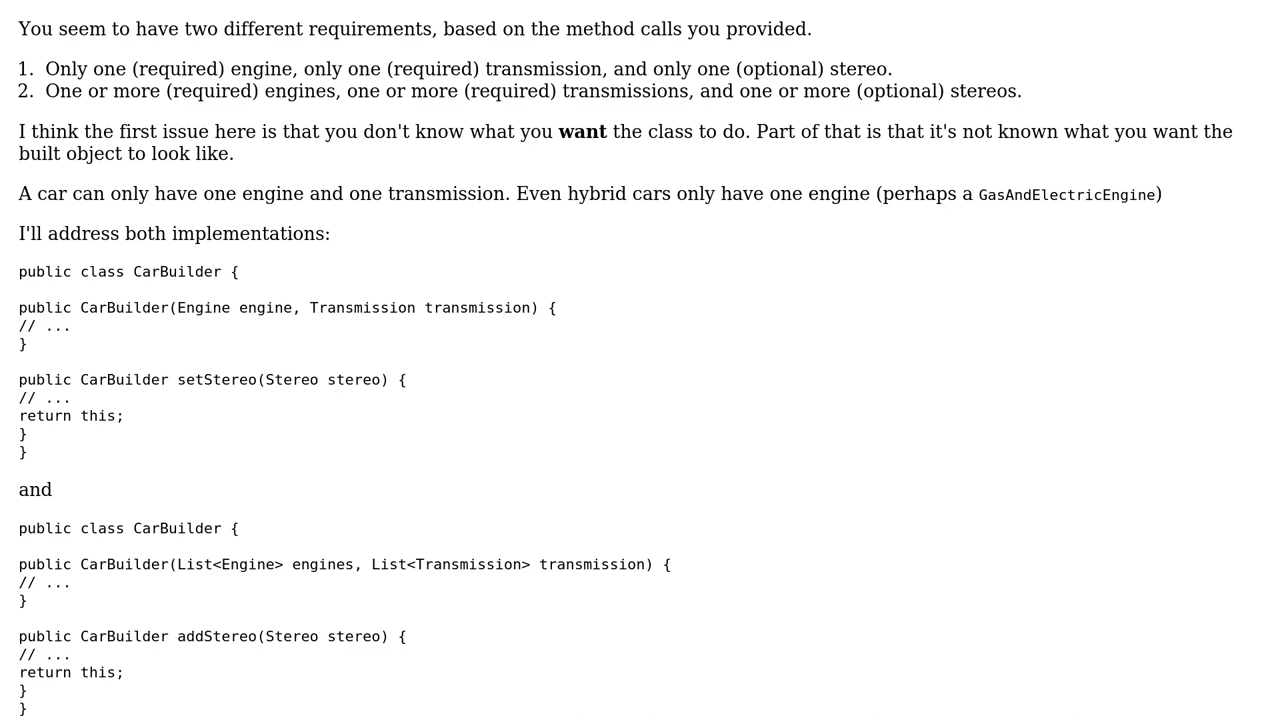 You seem to have two different requirements, based on the method calls you provided.
1. Only one (required) engine, only one (required) transmission, and only one (optional) stereo.
2. One or more (required) engines, one or more (required) transmissions, and one or more (optional) stereos.
I think the first issue here is that you don't know what you want the class to do. Part of that is that it's not known what you want the
built object to look like.
A car can only have one engine and one transmission. Even hybrid cars only have one engine (perhaps a GasAndElectricEngine)
I'll address both implementations:
public class CarBuilder {
public CarBuilder(Engine engine, Transmission transmission) {
// ...
}
public CarBuilder setStereo(Stereo stereo) {
// ...
return this;
}
}
and
public class CarBuilder {
public CarBuilder(List<Engine> engines, List<Transmission> transmission) {
// ...
}
public CarBuilder addStereo(Stereo stereo) {
// ...
return this;
}
}